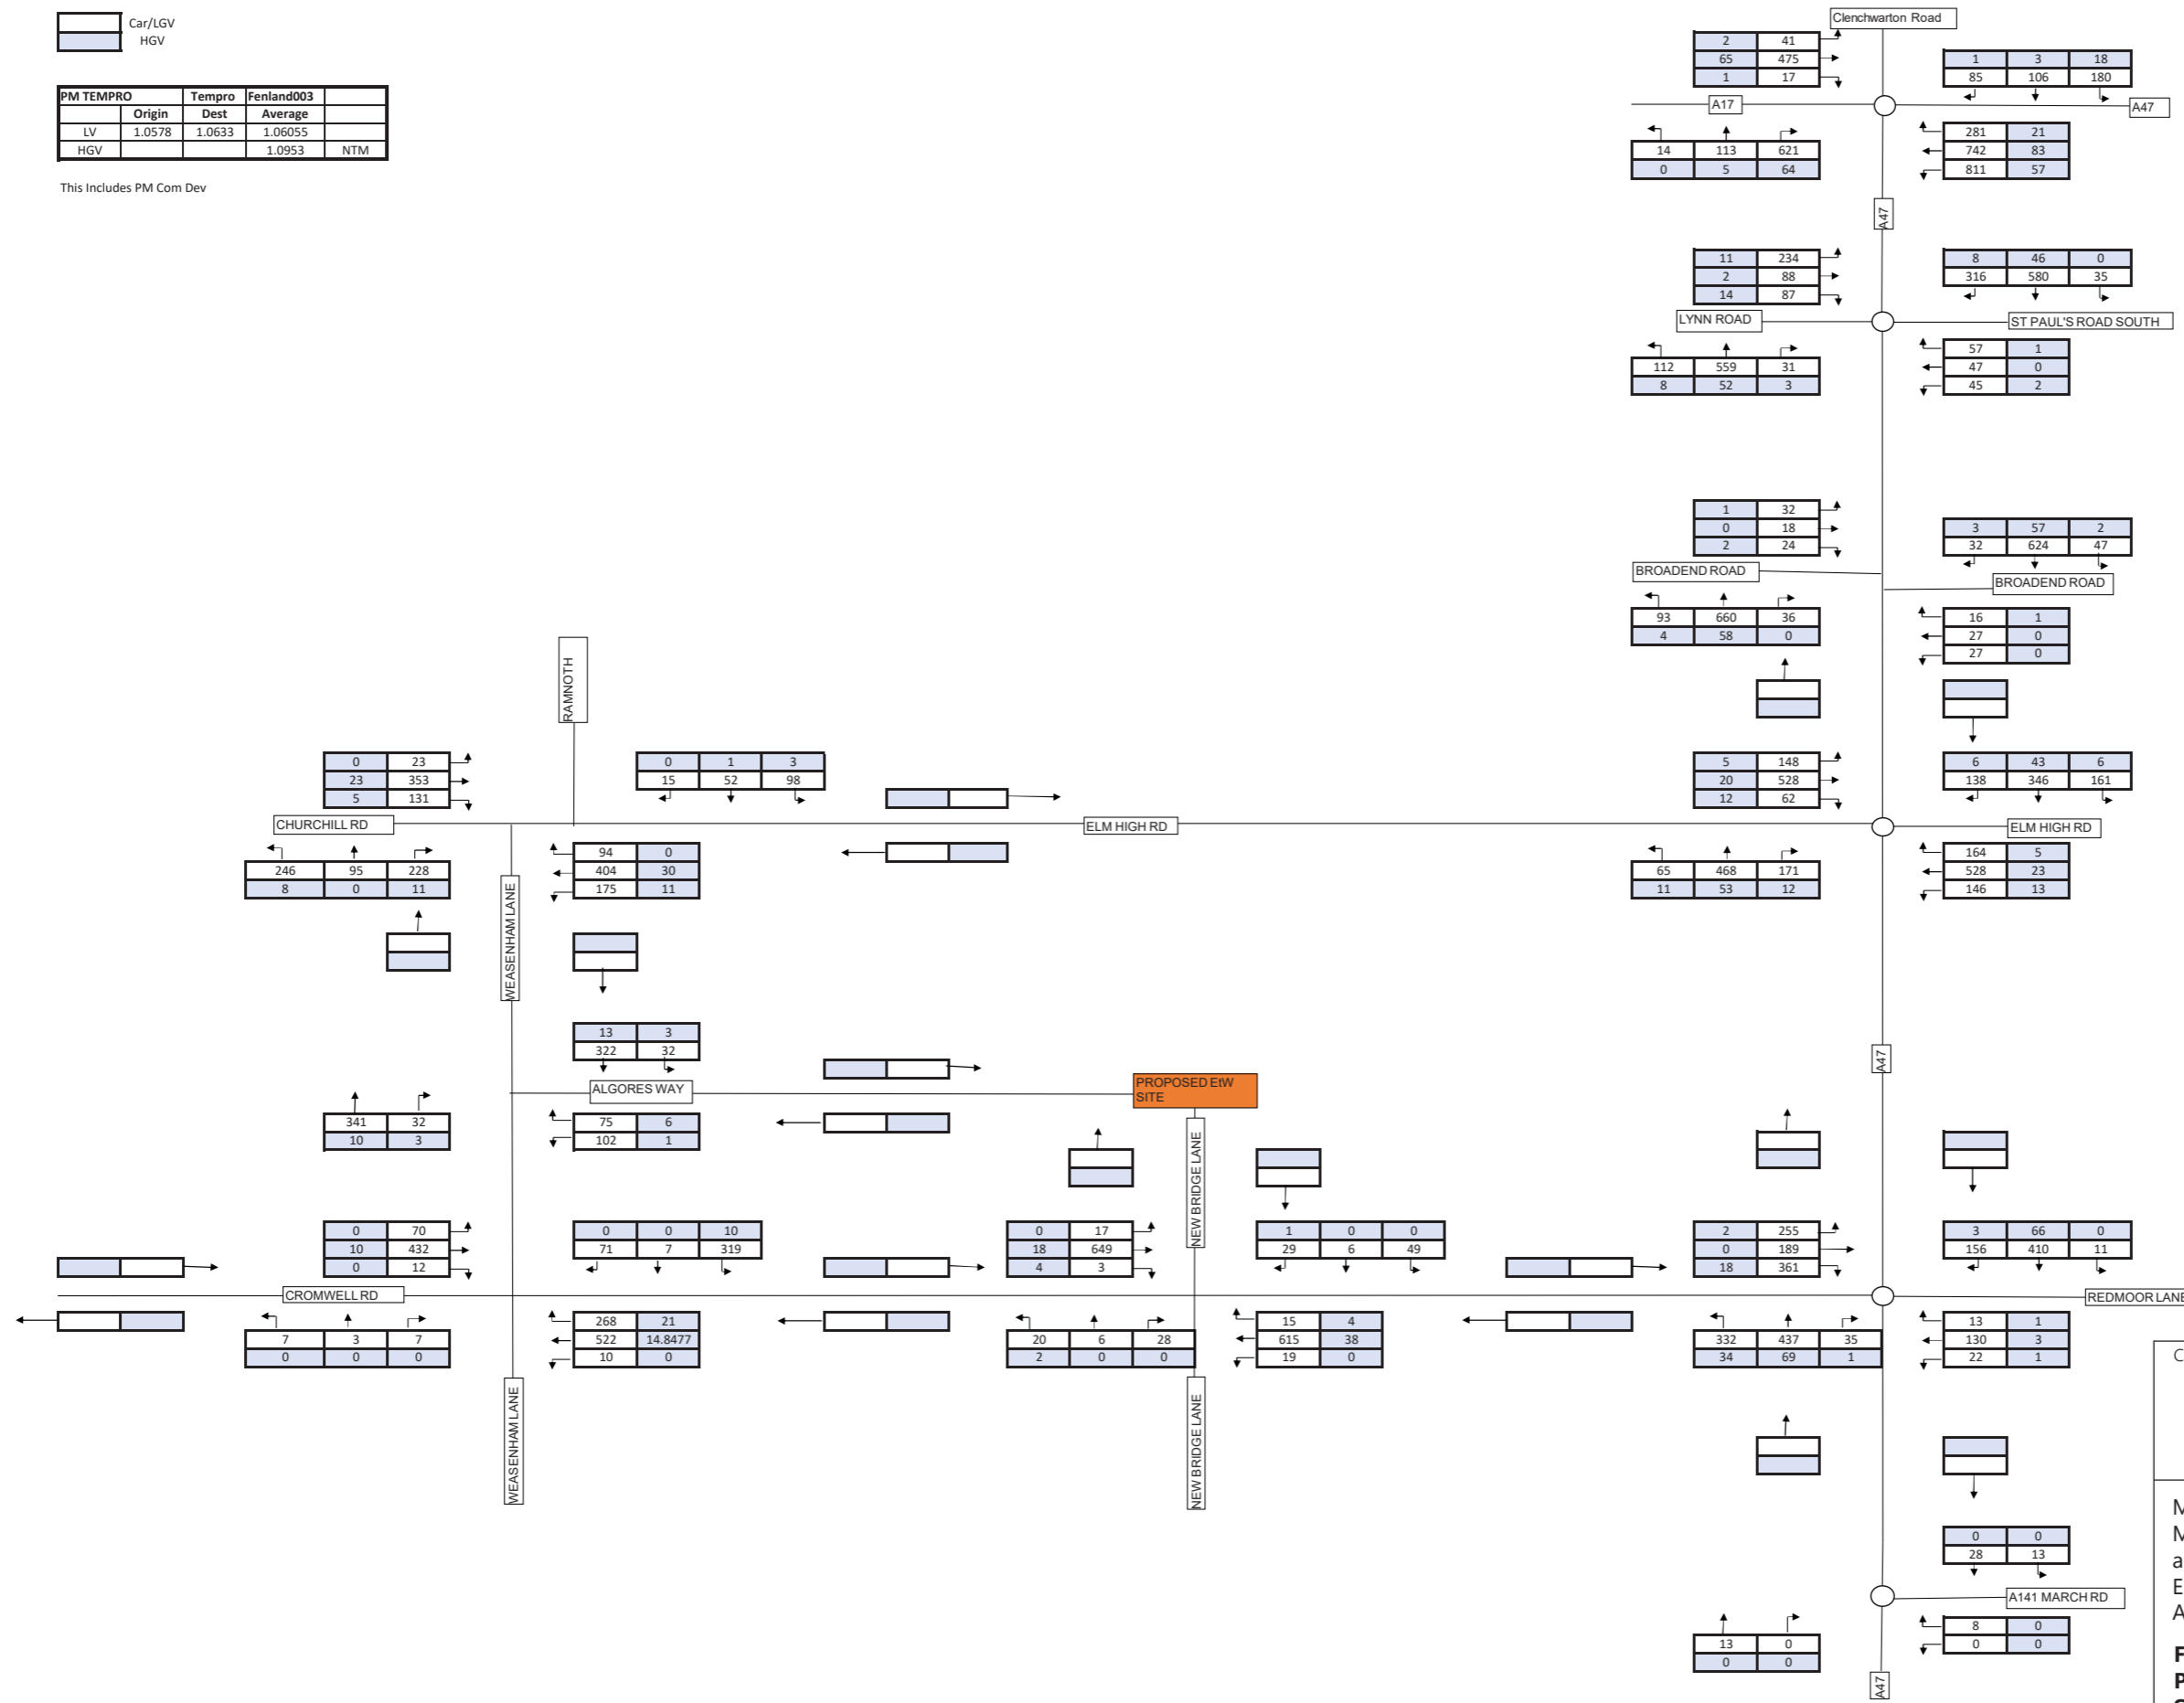 Car/LGV
HGV
PM TEMPRO Tempro Fenland003
Origin Dest Average
LV 1.0578 1.0633 1.06055
HGV 1.0953 NTM
This Includes PM Com Dev
Clenchwarton Road
2 41
65 475
1 17
1 3 18
85 106 180
A17
A47
14 113 621
0 5 64
281 21
742 83
811 57
A47
11 234
2 88
14 87
8 46 0
316 580 35
LYNN ROAD
ST PAUL'S ROAD SOUTH
112 559 31
8 52 3
57 1
47 0
45 2
1 32
0 18
2 24
3 57 2
32 624 47
BROADEND ROAD
BROADEND ROAD
93 660 36
4 58 0
16 1
27 0
27 0
RAMNOTH
0 23
23 353
5 131
0 1 3
15 52 98
5 148
20 528
12 62
6 43 6
138 346 161
CHURCHILL RD
ELM HIGH RD
ELM HIGH RD
246 95 228
8 0 11
94 0
404 30
175 11
65 468 171
11 53 12
164 5
528 23
146 13
WEASENHAM LANE
13 3
322 32
A47
ALGORES WAY
PROPOSED EtW
SITE
341 32
10 3
75 6
102 1
NEW BRIDGE LANE
0 70
10 432
0 12
0 0 10
71 7 319
0 17
18 649
4 3
1 0 0
29 6 49
2 255
0 189
18 361
3 66 0
156 410 11
CROMWELL RD
REDMOOR LANE
7 3 7
0 0 0
268 21
522 14.8477
10 0
20 6 28
2 0 0
15 4
615 38
19 0
332 437 35
34 69 1
13 1
130 3
22 1
WEASENHAM LANE
NEW BRIDGE LANE
0 0
28 13
A141 MARCH RD
13 0
0 0
8 0
0 0
A47